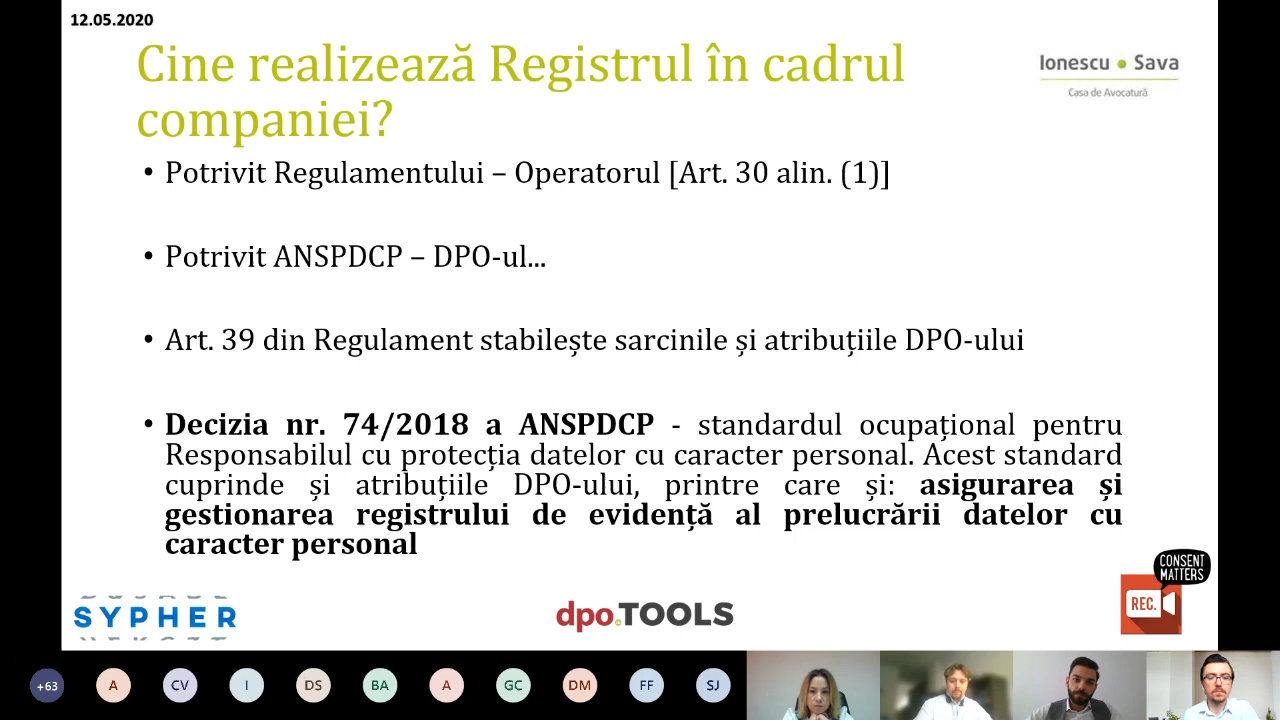 12.05.2020
Cine realizează Registrul în cadrul
companiei?
Ionescu • Sava
Casa de Avocatură
• Potrivit Regulamentului – Operatorul [Art. 30 alin. (1)]
• Potrivit ANSPDCP – DPO-ul...
• Art. 39 din Regulament stabilește sarcinile și atribuțiile DPO-ului
• Decizia nr. 74/2018 a ANSPDCP - standardul ocupațional pentru
Responsabilul cu protecția datelor cu caracter personal. Acest standard
cuprinde și atribuțiile DPO-ului, printre care și: asigurarea și
gestionarea registrului de evidență al prelucrării datelor cu
caracter personal
CONSENT
MATTERS
REC.
SYPHER
dpo.TOOLS
+63 A CV I DS BA A GC DM FF SJ